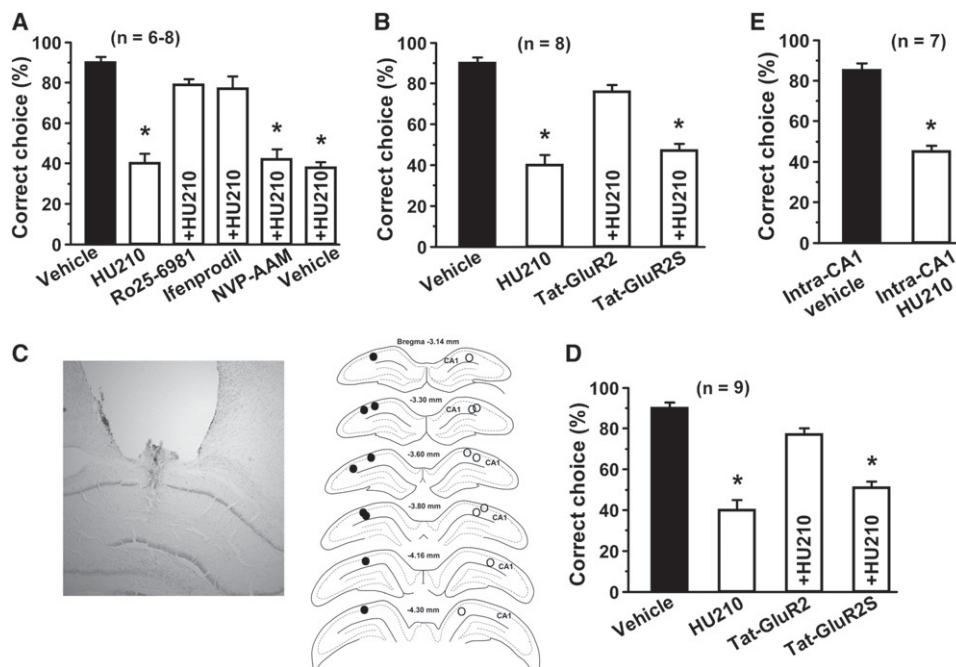 A
(n = 6-8)
Correct choice (%)
100
80
60
40
20
0
*
*
*
+HU210
+HU210
+HU210
+HU210
Vehicle
HU210
Ro25-6981
Ifenprodil
NVP-AAM
Vehicle
B
(n = 8)
Correct choice (%)
100
80
60
40
20
0
*
*
+HU210
+HU210
Vehicle
HU210
Tat-GluR2
Tat-GluR2S
E
(n = 7)
Correct choice (%)
100
80
60
40
20
0
*
Intra-CA1
vehicle
Intra-CA1
HU210
C
Bregma -3.14 mm
CA1
-3.30 mm
CA1
-3.60 mm
CA1
-3.80 mm
CA1
-4.16 mm
CA1
-4.30 mm
CA1
D
(n = 9)
Correct choice (%)
100
80
60
40
20
0
*
*
+HU210
+HU210
Vehicle
HU210
Tat-GluR2
Tat-GluR2S